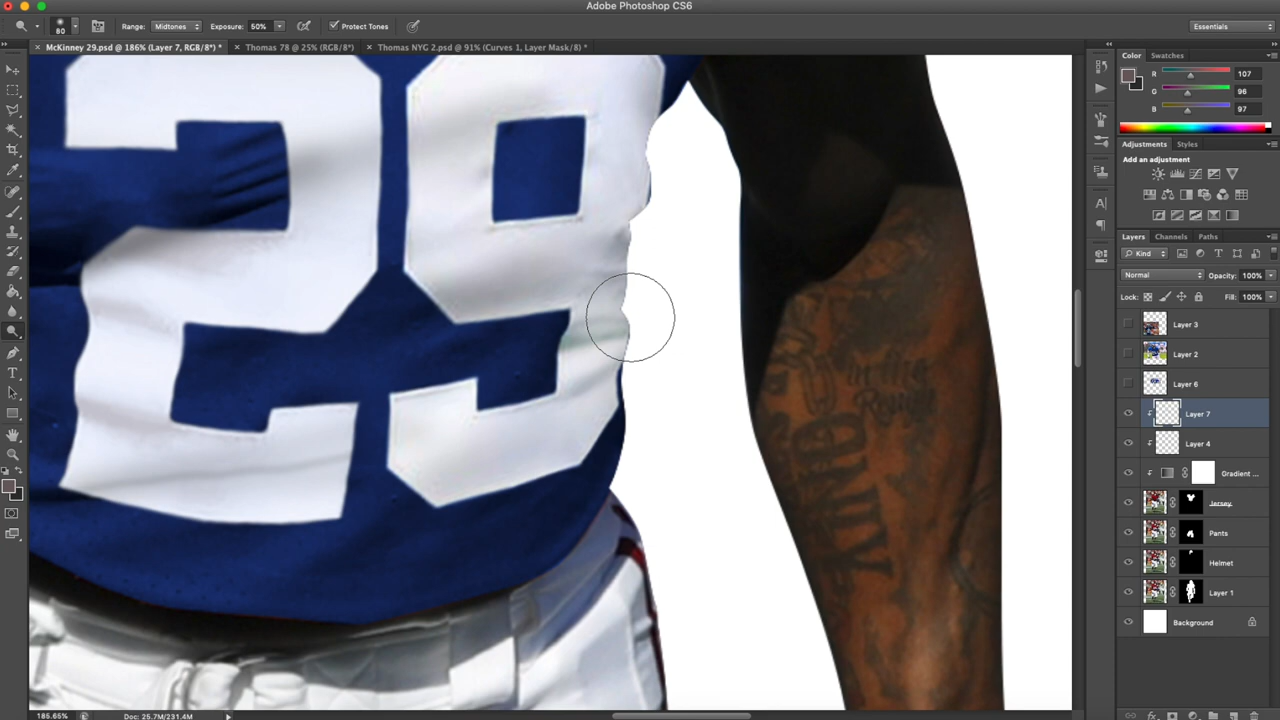 Adobe Photoshop CS6
80
Range: Midtones
Exposure: 50%
Protect Tones
Essentials
× McKinney 29.psd @ 186% (Layer 7, RGB/8*) *
× Thomas 78 @ 25% (RGB/8*)
× Thomas NYC 2.psd @ 91% (Curves 1, Layer Mask/8) *
Color Swatches
R 107
G 96
B 97
Adjustments Styles
Add an adjustment
Layers Channels Paths
Kind
Normal Opacity: 100%
Lock: Fill: 100%
Layer 3
Layer 2
Layer 6
Layer 7
Layer 4
Gradient ...
Jersey
Pants
Helmet
Layer 1
Background
29
ONLY
185.65% Doc: 25.7M/231.4M